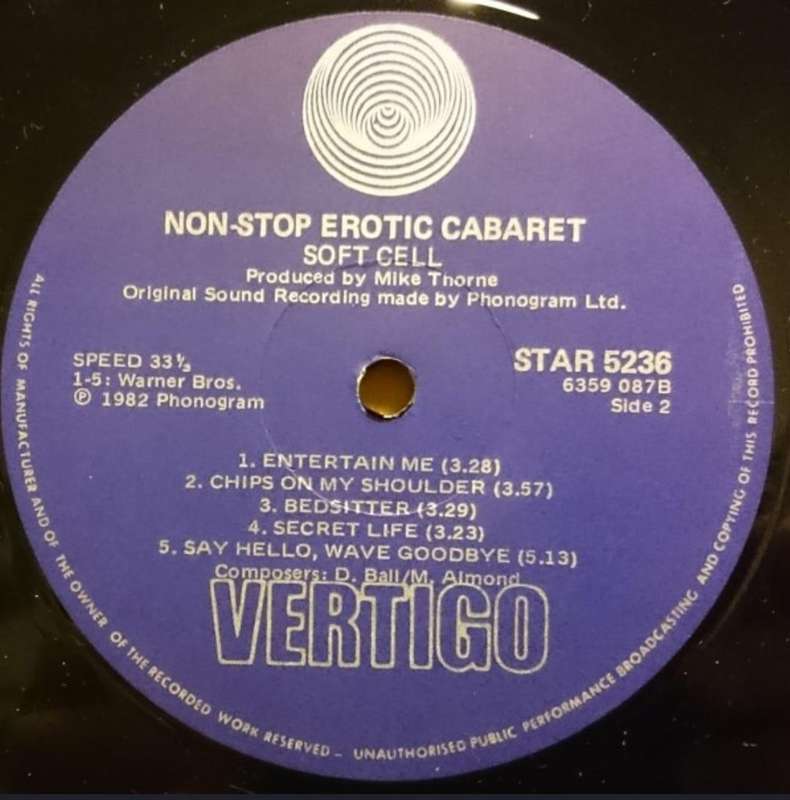 NON-STOP EROTIC CABARET
SOFT CELL
Produced by Mike Thorne
Original Sound Recording made by Phonogram Ltd.
SPEED 33⅓
1-5: Warner Bros.
℗ 1982 Phonogram
STAR 5236
6359 087B
Side 2
1. ENTERTAIN ME (3.28)
2. CHIPS ON MY SHOULDER (3.57)
3. BEDSITTER (3.29)
4. SECRET LIFE (3.23)
5. SAY HELLO, WAVE GOODBYE (5.13)
Composers: D. Ball/M. Almond
VERTIGO
ALL RIGHTS OF MANUFACTURER AND OF THE OWNER OF THE RECORDED WORK RESERVED – UNAUTHORISED PUBLIC PERFORMANCE BROADCASTING AND COPYING OF THIS RECORD PROHIBITED